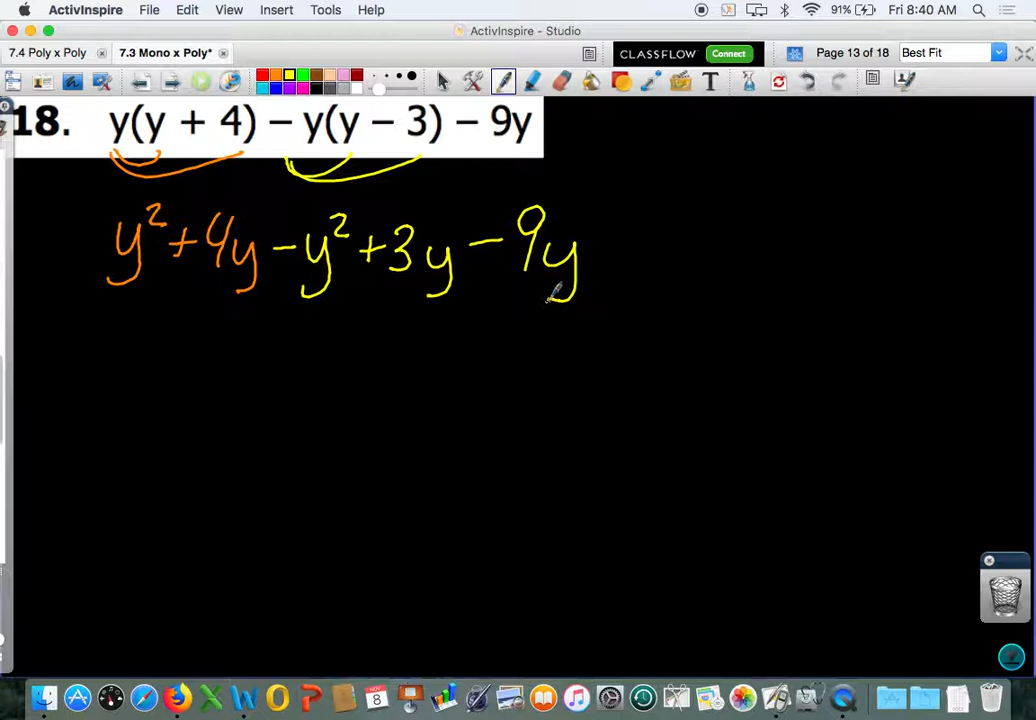 ActivInspire File Edit View Insert Tools Help 91% Fri 8:40 AM
ActivInspire - Studio
7.4 Poly x Poly 7.3 Mono x Poly* CLASSFLOW Connect Page 13 of 18 Best Fit
18. y(y + 4) − y(y − 3) − 9y
y² + 4y − y² + 3y − 9y
NOV
8